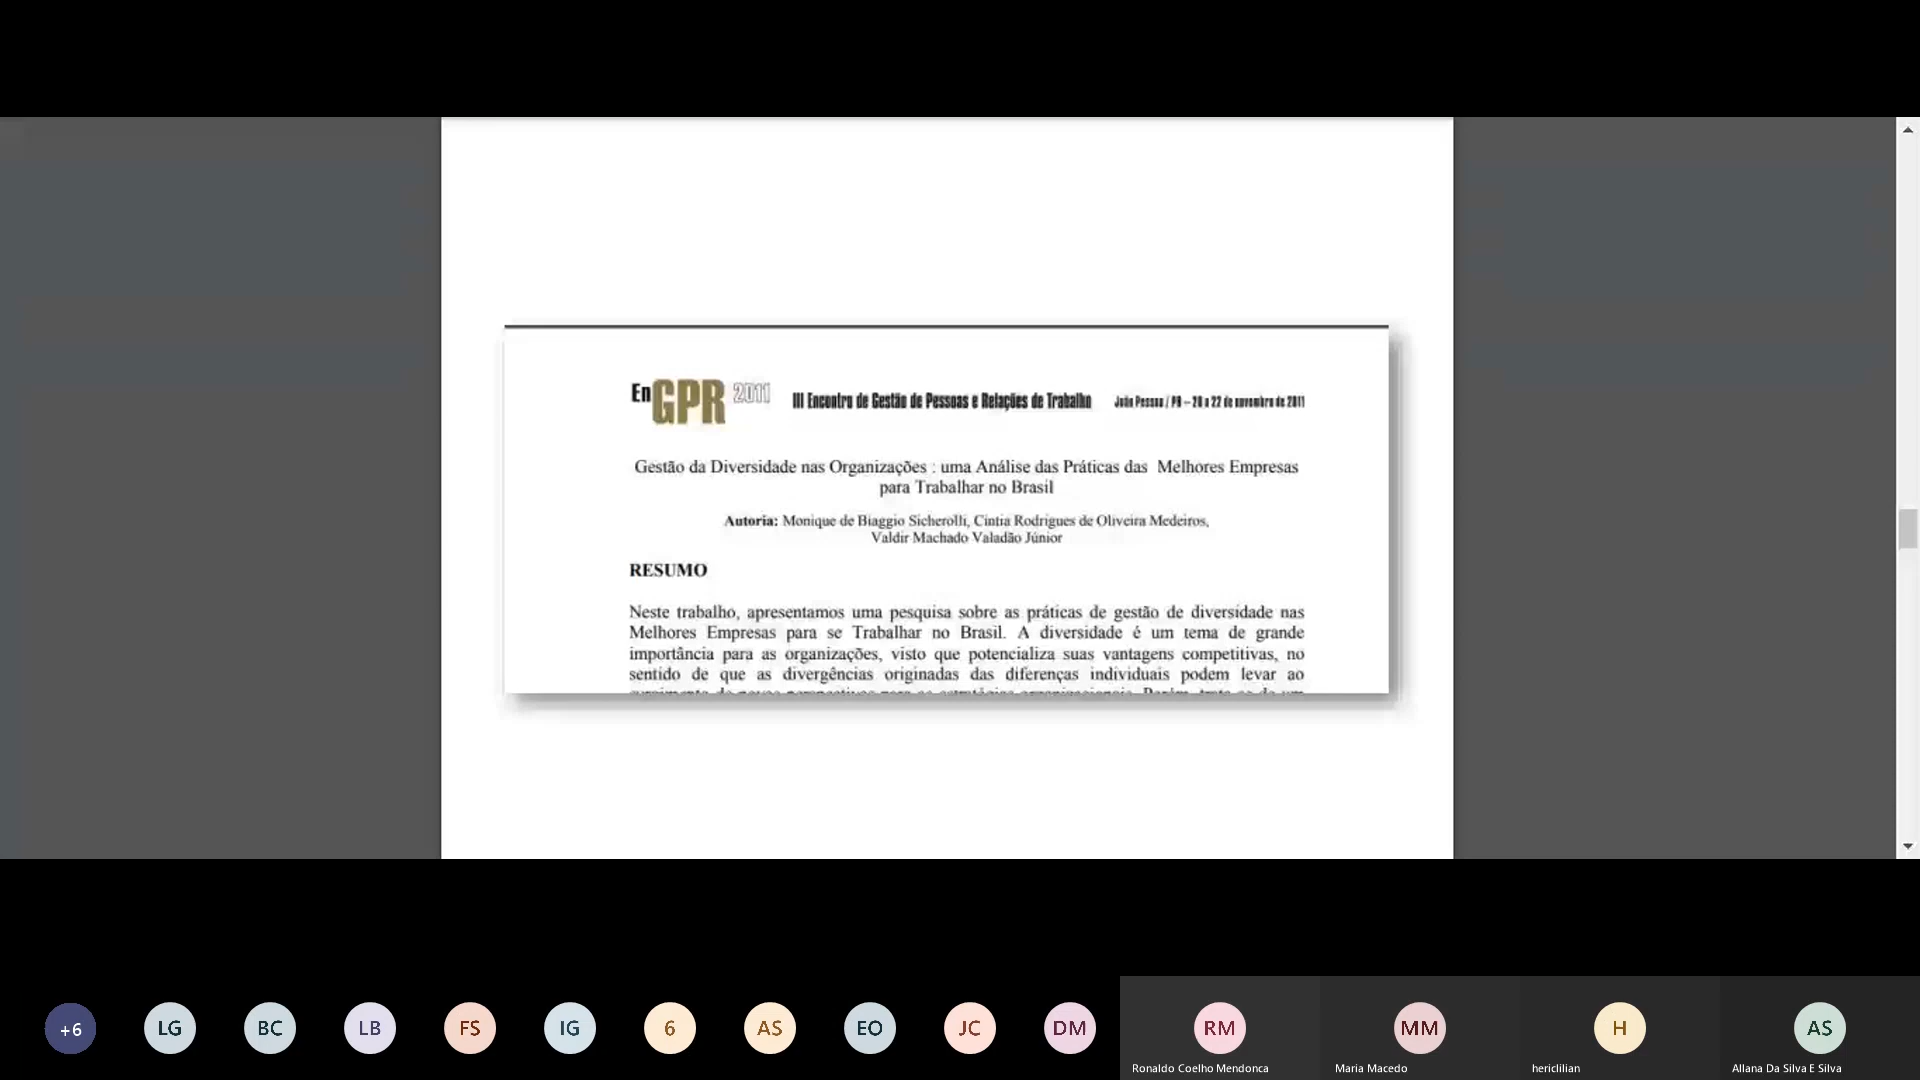 EnGPR 2011 III Encontro de Gestão de Pessoas e Relações de Trabalho João Pessoa / PB – 20 a 22 de novembro de 2011
Gestão da Diversidade nas Organizações : uma Análise das Práticas das Melhores Empresas
para Trabalhar no Brasil
Autoria: Monique de Biaggio Sicherolli, Cintia Rodrigues de Oliveira Medeiros,
Valdir Machado Valadão Júnior
RESUMO
Neste trabalho, apresentamos uma pesquisa sobre as práticas de gestão de diversidade nas
Melhores Empresas para se Trabalhar no Brasil. A diversidade é um tema de grande
importância para as organizações, visto que potencializa suas vantagens competitivas, no
sentido de que as divergências originadas das diferenças individuais podem levar ao
+6 LG BC LB FS IG 6 AS EO JC DM RM MM H AS
Ronaldo Coelho Mendonca Maria Macedo hericlilian Allana Da Silva E Silva